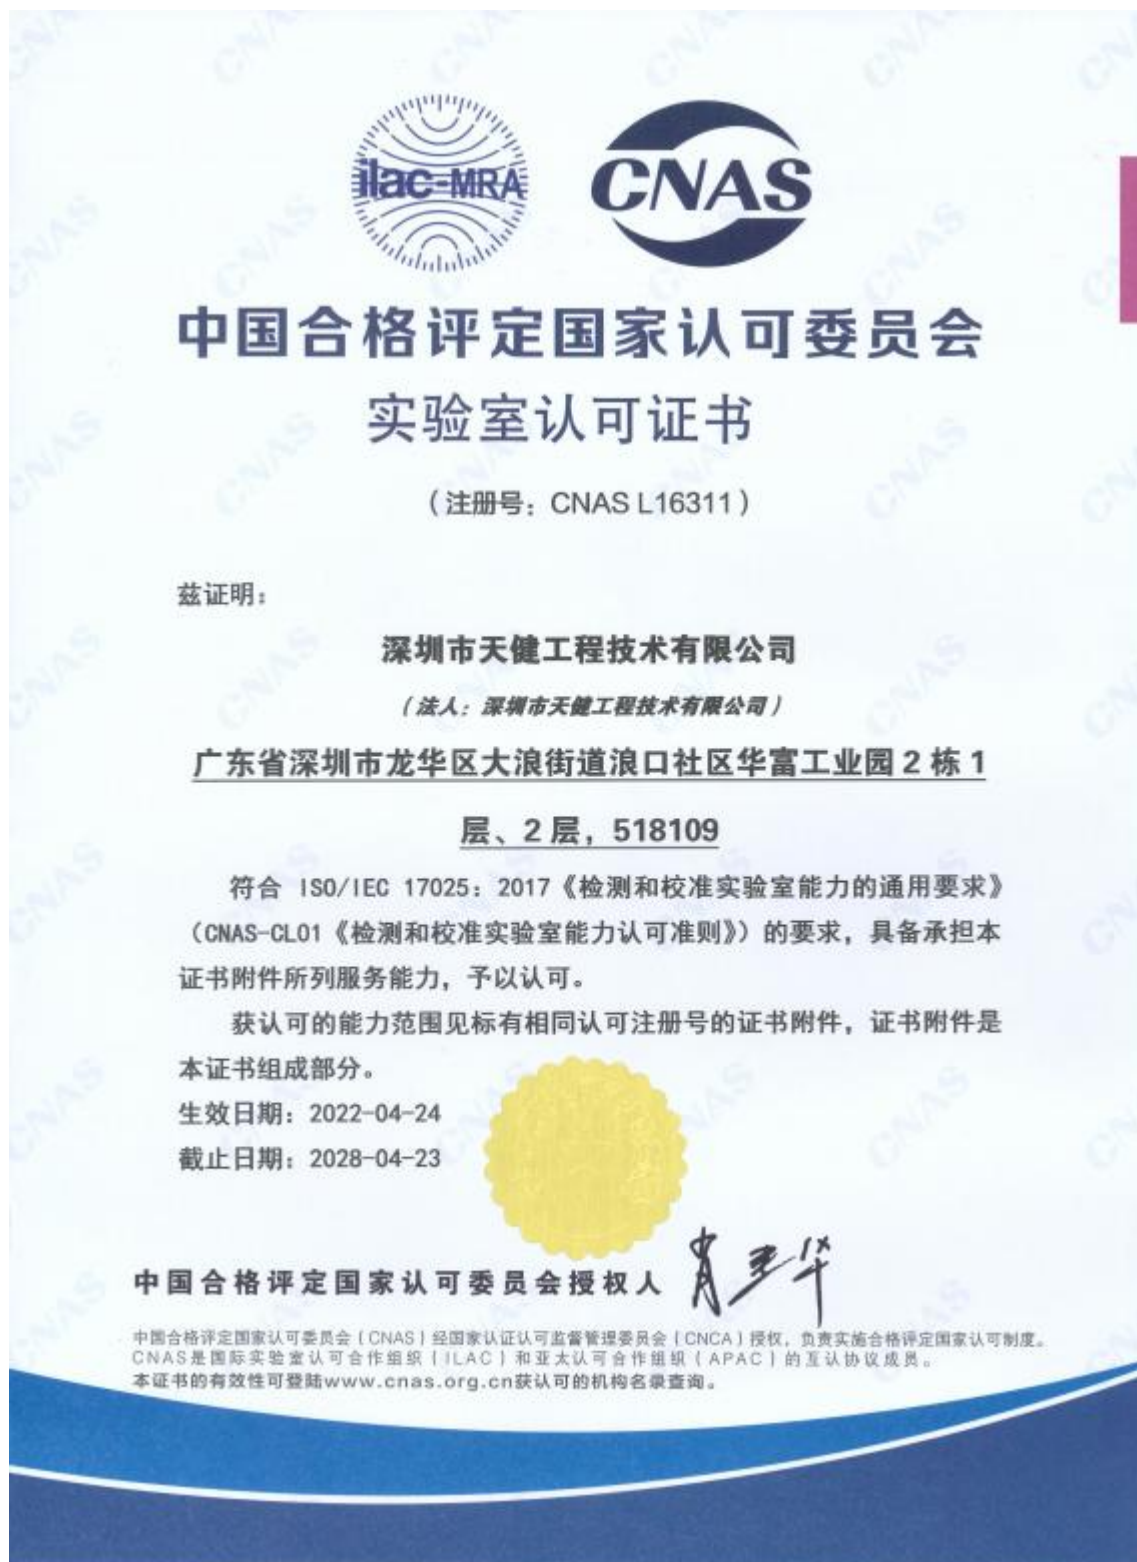 ilac-MRA
CNAS
中国合格评定国家认可委员会
实验室认可证书
（注册号：CNAS L16311）
兹证明：
深圳市天健工程技术有限公司
（法人：深圳市天健工程技术有限公司）
广东省深圳市龙华区大浪街道浪口社区华富工业园 2 栋 1
层、2 层，518109
符合 ISO/IEC 17025：2017《检测和校准实验室能力的通用要求》
（CNAS-CL01《检测和校准实验室能力认可准则》）的要求，具备承担本
证书附件所列服务能力，予以认可。
获认可的能力范围见标有相同认可注册号的证书附件，证书附件是
本证书组成部分。
生效日期：2022-04-24
截止日期：2028-04-23
中国合格评定国家认可委员会授权人
中国合格评定国家认可委员会（CNAS）经国家认证认可监督管理委员会（CNCA）授权，负责实施合格评定国家认可制度。
CNAS是国际实验室认可合作组织（ILAC）和亚太认可合作组织（APAC）的互认协议成员。
本证书的有效性可登陆www.cnas.org.cn获认可的机构名录查询。